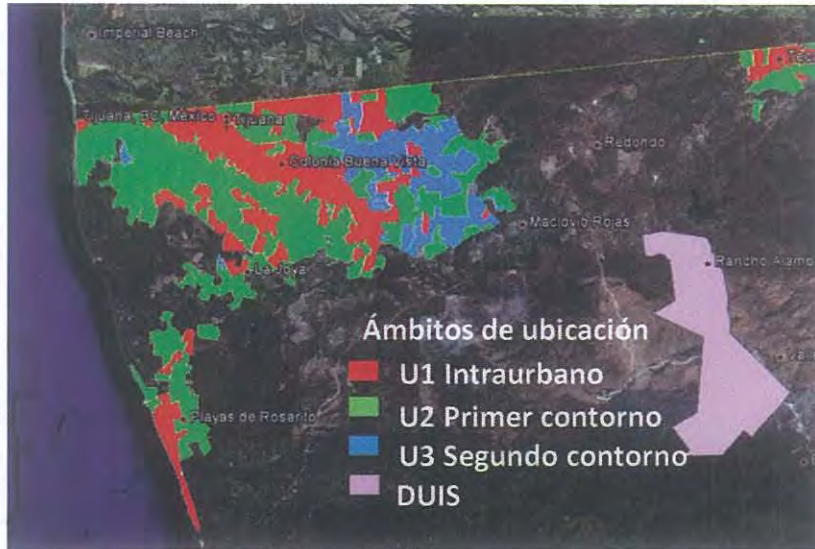 Imperial Beach
Tijuana, BC, México
Tijuana
Colonia Buena Vista
Redondo
Maclovio Rojas
Rancho Alamo
La Joya
Ámbitos de ubicación
U1 Intraurbano
U2 Primer contorno
U3 Segundo contorno
DUIS
Playas de Rosarito